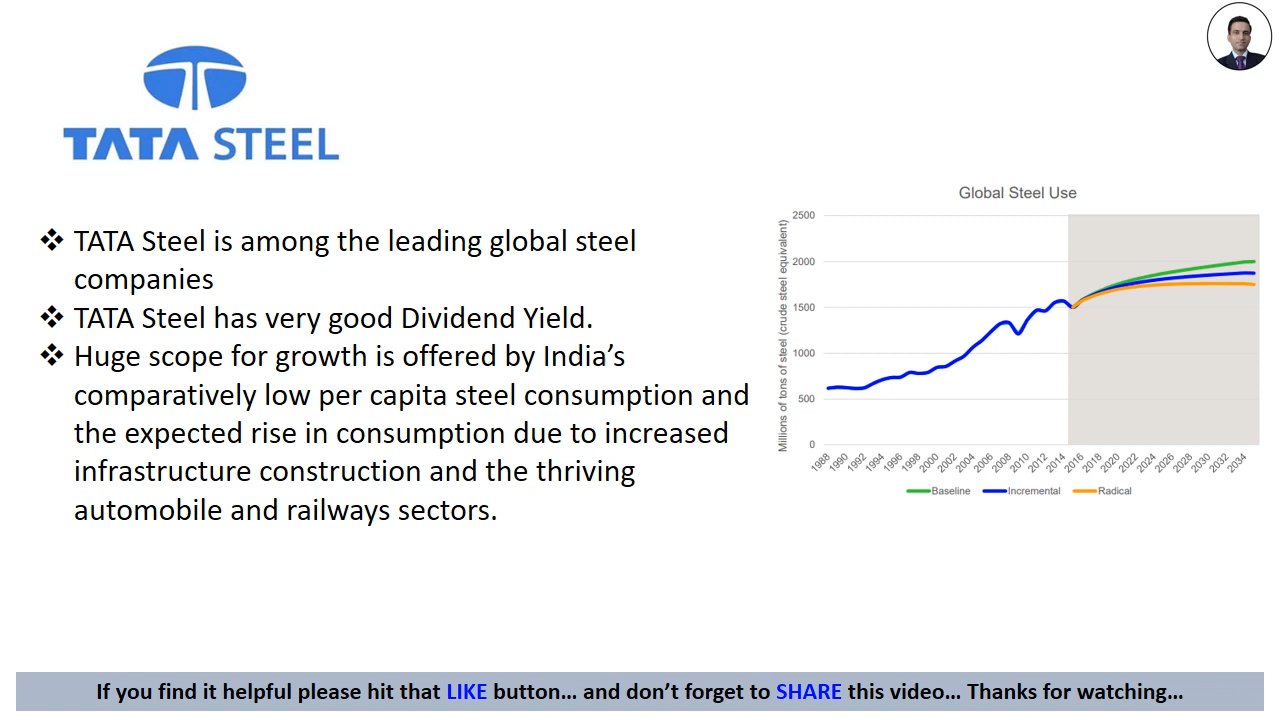 TATA STEEL
❖ TATA Steel is among the leading global steel
companies
❖ TATA Steel has very good Dividend Yield.
❖ Huge scope for growth is offered by India’s
comparatively low per capita steel consumption and
the expected rise in consumption due to increased
infrastructure construction and the thriving
automobile and railways sectors.
Global Steel Use
Millions of tons of steel (crude steel equivalent)
2500
2000
1500
1000
500
0
1988 1990 1992 1994 1996 1998 2000 2002 2004 2006 2008 2010 2012 2014 2016 2018 2020 2022 2024 2026 2028 2030 2032 2034
Baseline Incremental Radical
If you find it helpful please hit that LIKE button... and don’t forget to SHARE this video... Thanks for watching...